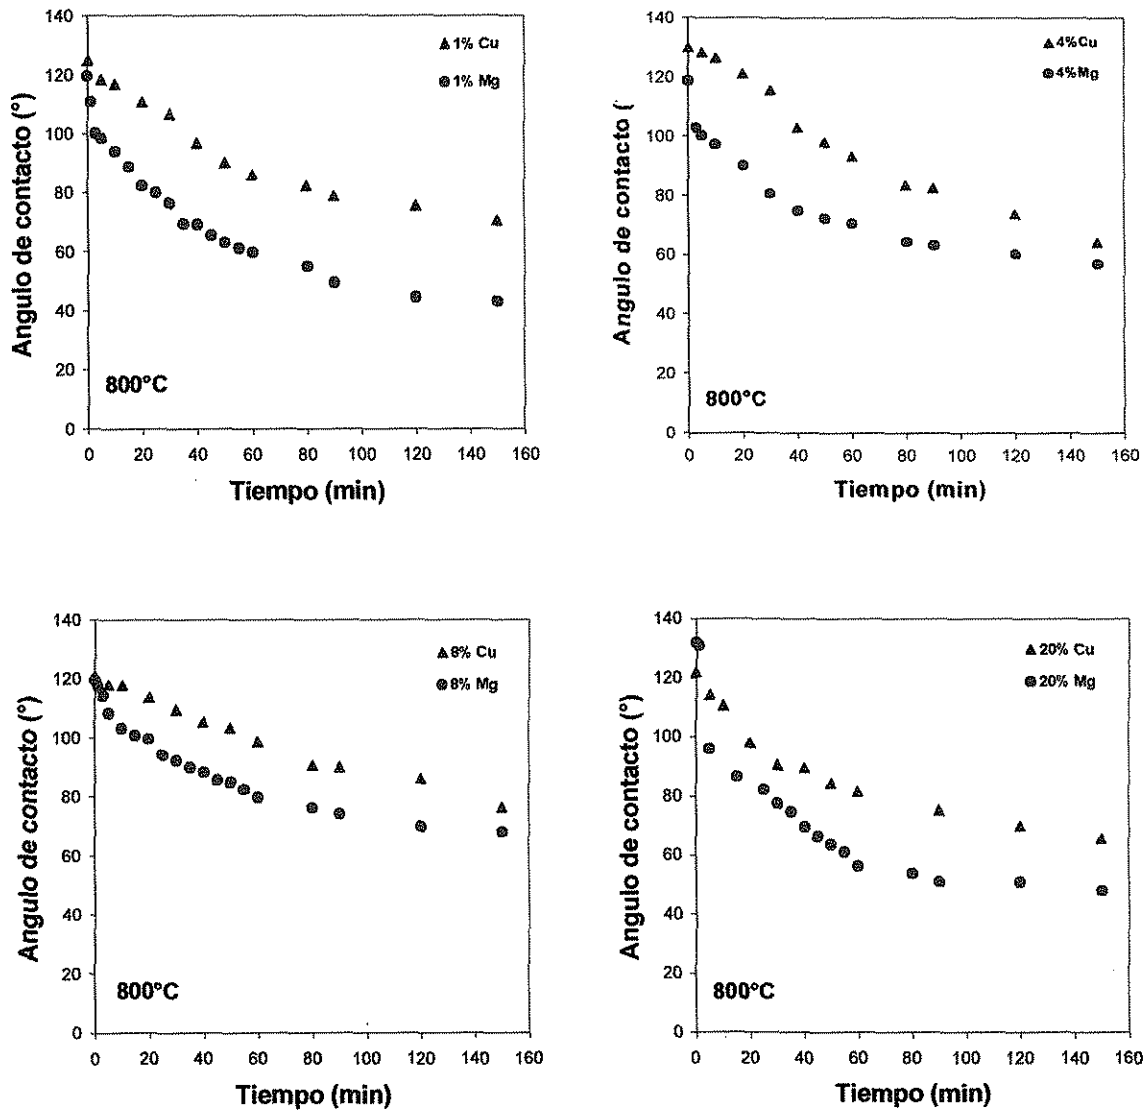 140
120
100
80
60
40
20
0
Angulo de contacto (°)
1% Cu
1% Mg
800°C
0 20 40 60 80 100 120 140 160
Tiempo (min)
140
120
100
80
60
40
20
0
Angulo de contacto (
4%Cu
4%Mg
800°C
0 20 40 60 80 100 120 140 160
Tiempo (min)
140
120
100
80
60
40
20
0
Angulo de contacto (°)
8% Cu
8% Mg
800°C
0 20 40 60 80 100 120 140 160
Tiempo (min)
140
120
100
80
60
40
20
0
Angulo de contacto (°)
20% Cu
20% Mg
800°C
0 20 40 60 80 100 120 140 160
Tiempo (min)